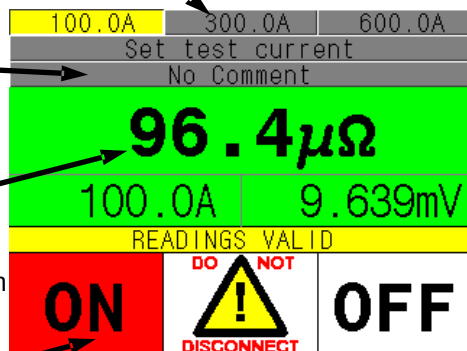 100.0A 300.0A 600.0A
Set test current
No Comment
96.4µΩ
100.0A 9.639mV
READINGS VALID
DO NOT
ON ! OFF
DISCONNECT